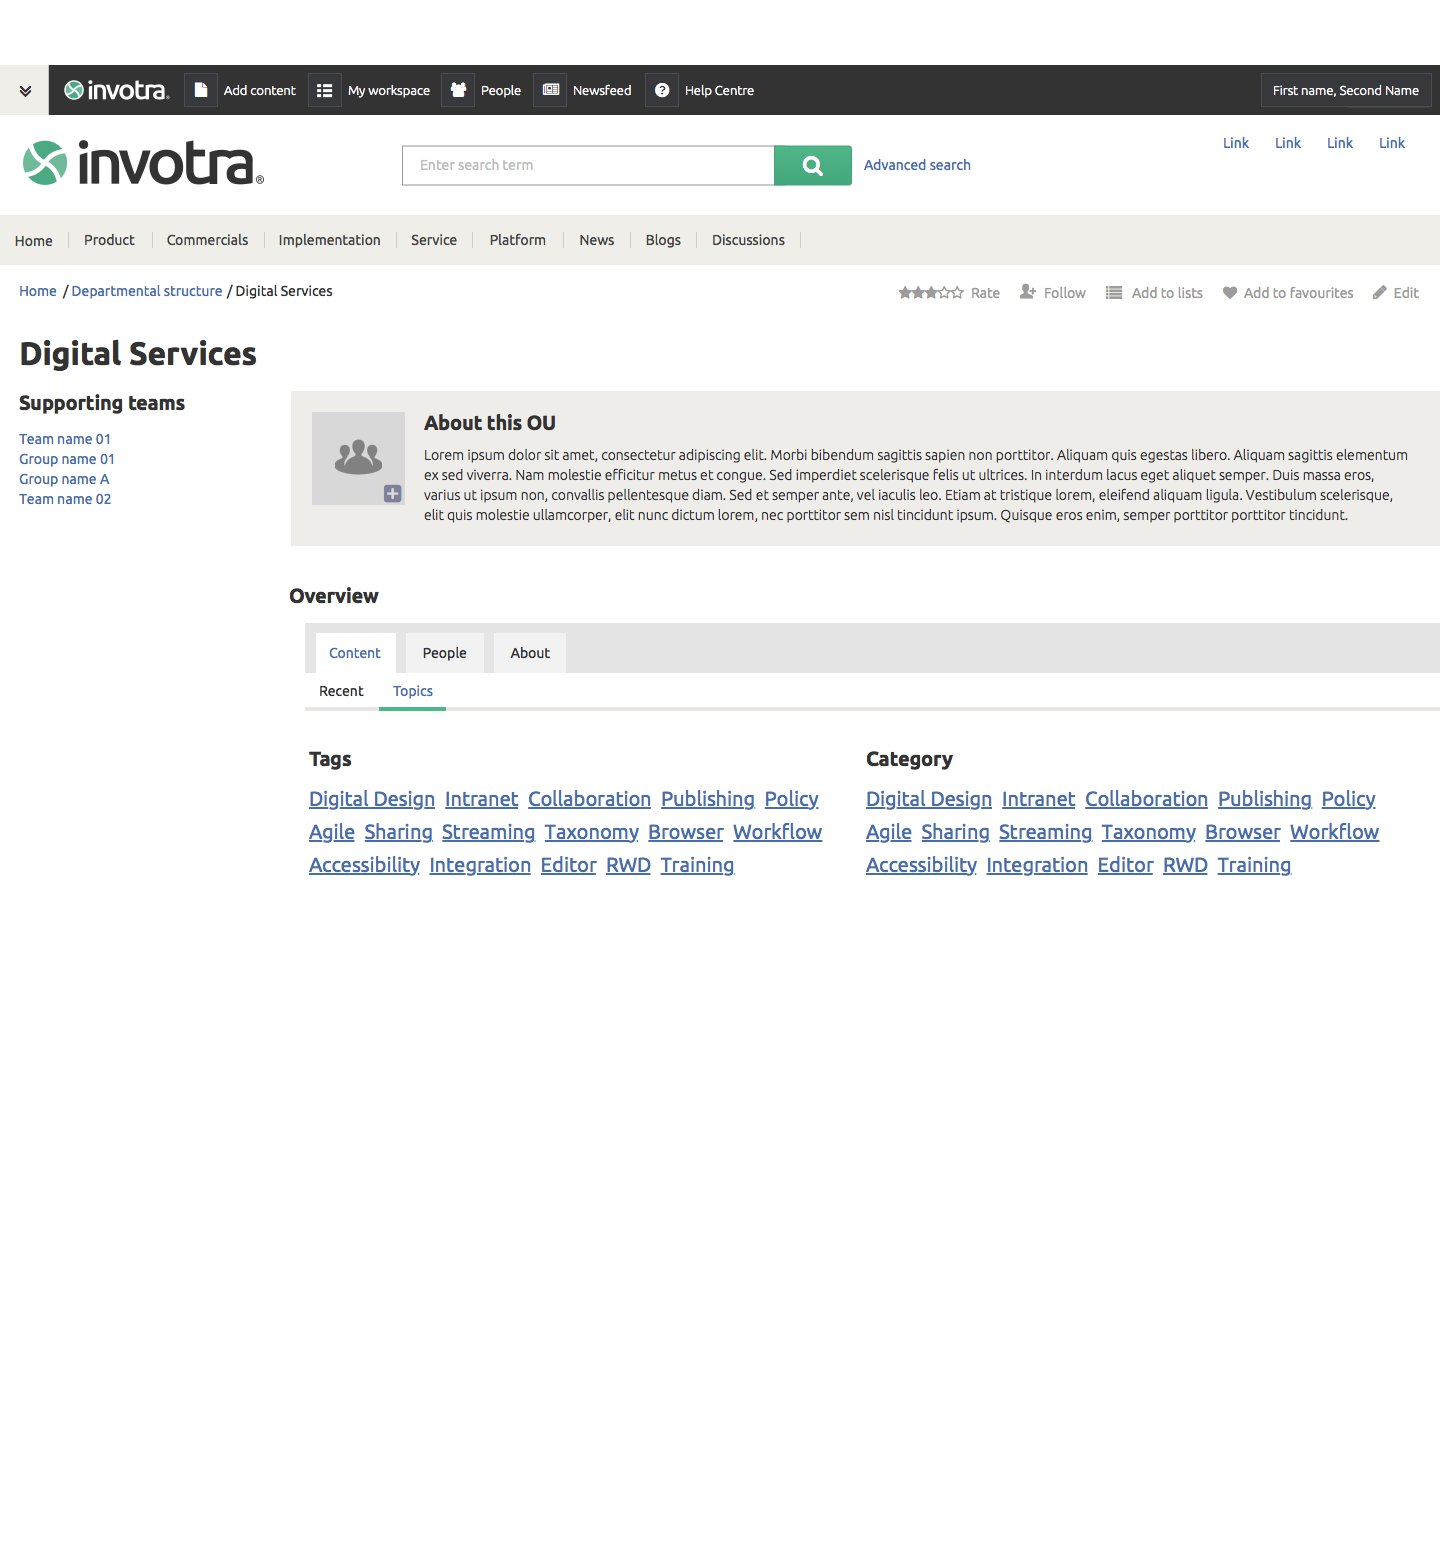 invotra Add content My workspace People Newsfeed Help Centre First name, Second Name
Link Link Link Link
invotra® Enter search term Advanced search
Home Product Commercials Implementation Service Platform News Blogs Discussions
Home / Departmental structure / Digital Services Rate Follow Add to lists Add to favourites Edit
Digital Services
Supporting teams
Team name 01
Group name 01
Group name A
Team name 02
About this OU
Lorem ipsum dolor sit amet, consectetur adipiscing elit. Morbi bibendum sagittis sapien non porttitor. Aliquam quis egestas libero. Aliquam sagittis elementum
ex sed viverra. Nam molestie efficitur metus et congue. Sed imperdiet scelerisque felis ut ultrices. In interdum lacus eget aliquet semper. Duis massa eros,
varius ut ipsum non, convallis pellentesque diam. Sed et semper ante, vel iaculis leo. Etiam at tristique lorem, eleifend aliquam ligula. Vestibulum scelerisque,
elit quis molestie ullamcorper, elit nunc dictum lorem, nec porttitor sem nisl tincidunt ipsum. Quisque eros enim, semper porttitor porttitor tincidunt.
Overview
Content People About
Recent Topics
Tags
Digital Design Intranet Collaboration Publishing Policy
Agile Sharing Streaming Taxonomy Browser Workflow
Accessibility Integration Editor RWD Training
Category
Digital Design Intranet Collaboration Publishing Policy
Agile Sharing Streaming Taxonomy Browser Workflow
Accessibility Integration Editor RWD Training